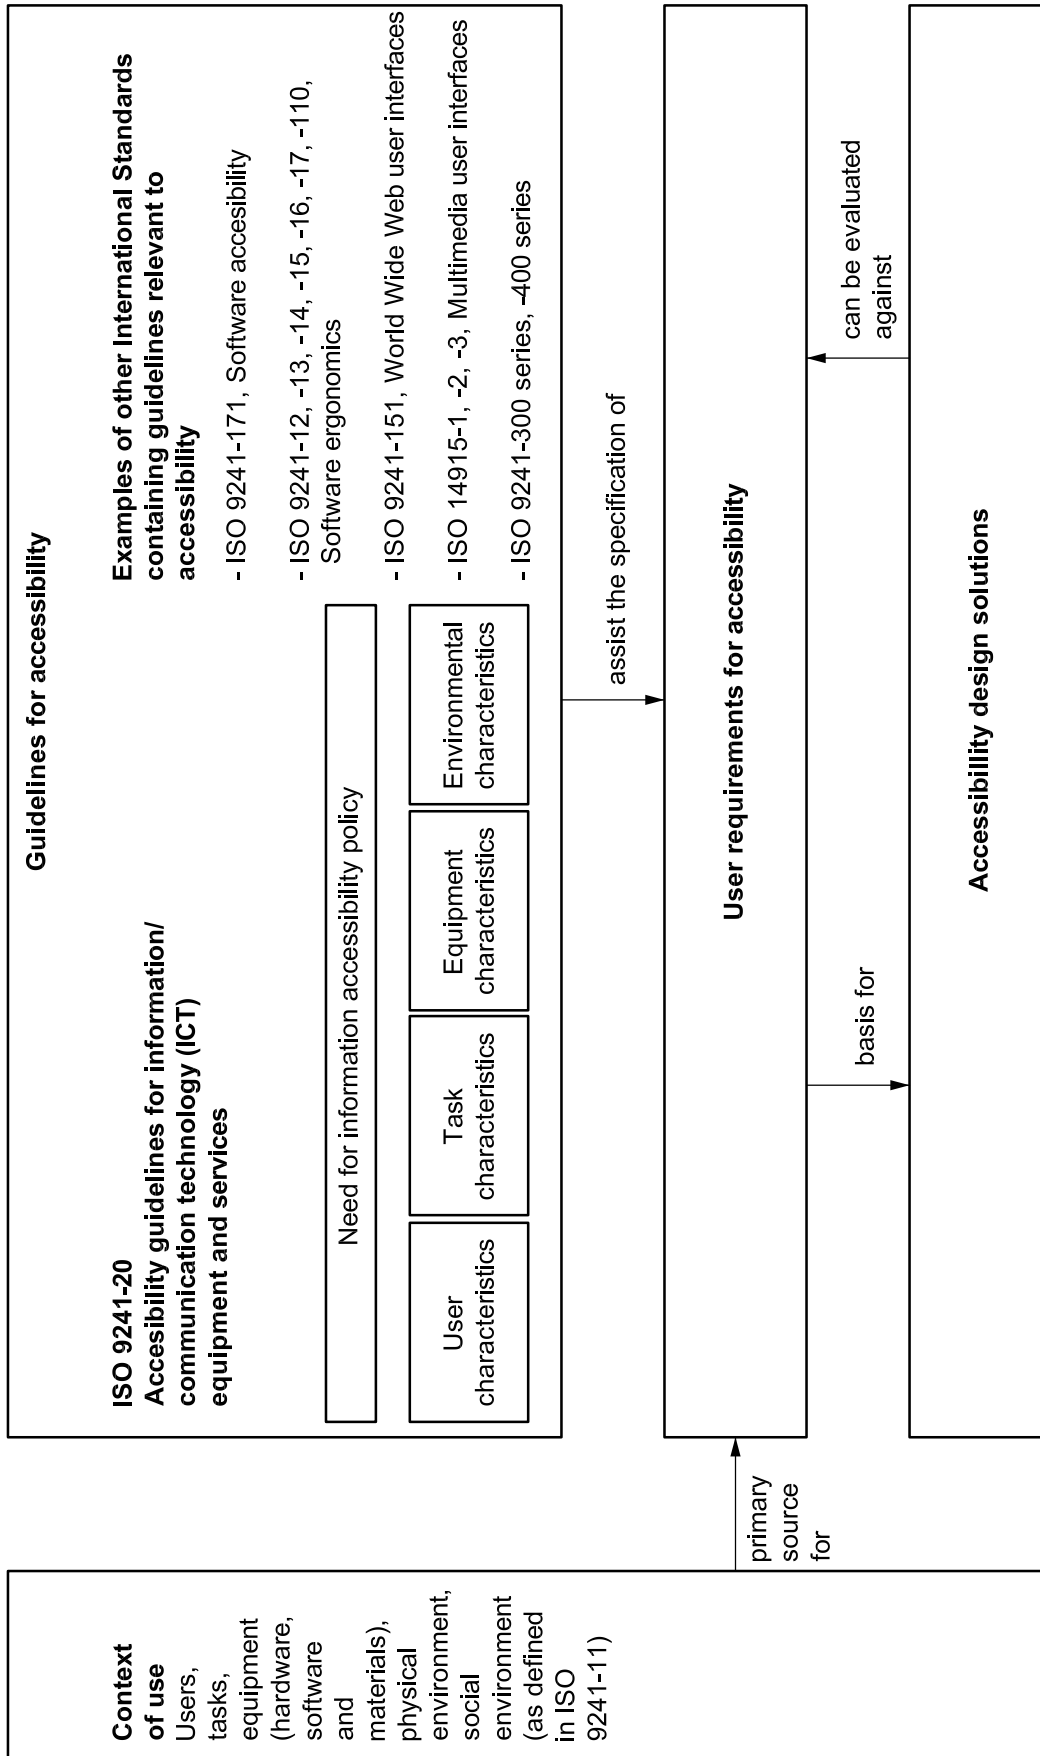 Guidelines for accessibility
Context
of use
Users,
tasks,
equipment
(hardware,
software
and
materials),
physical
environment,
social
environment
(as defined
in ISO
9241-11)
ISO 9241-20
Accesibility guidelines for information/
communication technology (ICT)
equipment and services
Need for information accessibility policy
User
characteristics
Task
characteristics
Equipment
characteristics
Environmental
characteristics
Examples of other International Standards
containing guidelines relevant to
accessibility
- ISO 9241-171, Software accesibility
- ISO 9241-12, -13, -14, -15, -16, -17, -110,
Software ergonomics
- ISO 9241-151, World Wide Web user interfaces
- ISO 14915-1, -2, -3, Multimedia user interfaces
- ISO 9241-300 series, -400 series
assist the specification of
primary
source
for
User requirements for accessibility
basis for
can be evaluated
against
Accessibillity design solutions